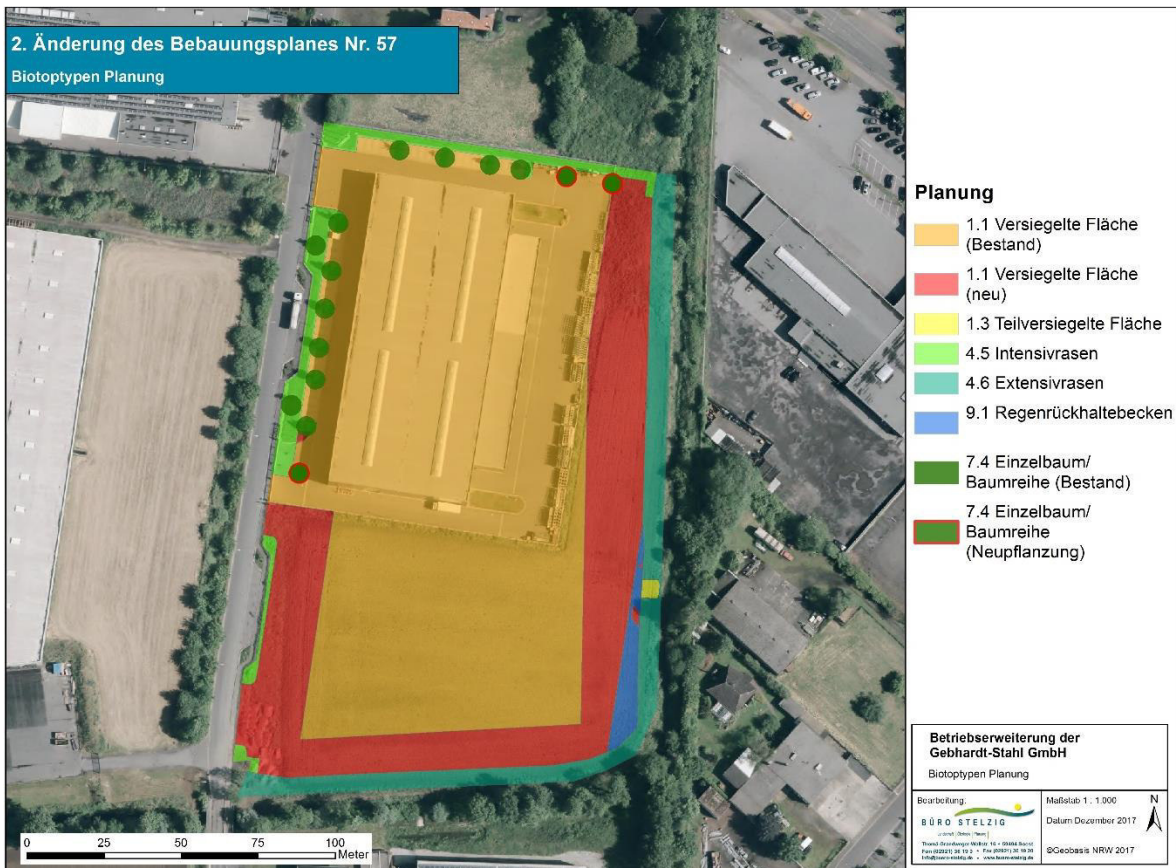 2. Änderung des Bebauungsplanes Nr. 57
Biotoptypen Planung
Planung
1.1 Versiegelte Fläche
(Bestand)
1.1 Versiegelte Fläche
(neu)
1.3 Teilversiegelte Fläche
4.5 Intensivrasen
4.6 Extensivrasen
9.1 Regenrückhaltebecken
7.4 Einzelbaum/
Baumreihe (Bestand)
7.4 Einzelbaum/
Baumreihe
(Neupflanzung)
0 25 50 75 100
Meter
Betriebserweiterung der
Gebhardt-Stahl GmbH
Biotoptypen Planung
Bearbeitung:
BÜRO STELZIG
Landschaft | Ökologie | Planung |
Maßstab 1 : 1.000
Datum Dezember 2017
N
©Geobasis NRW 2017